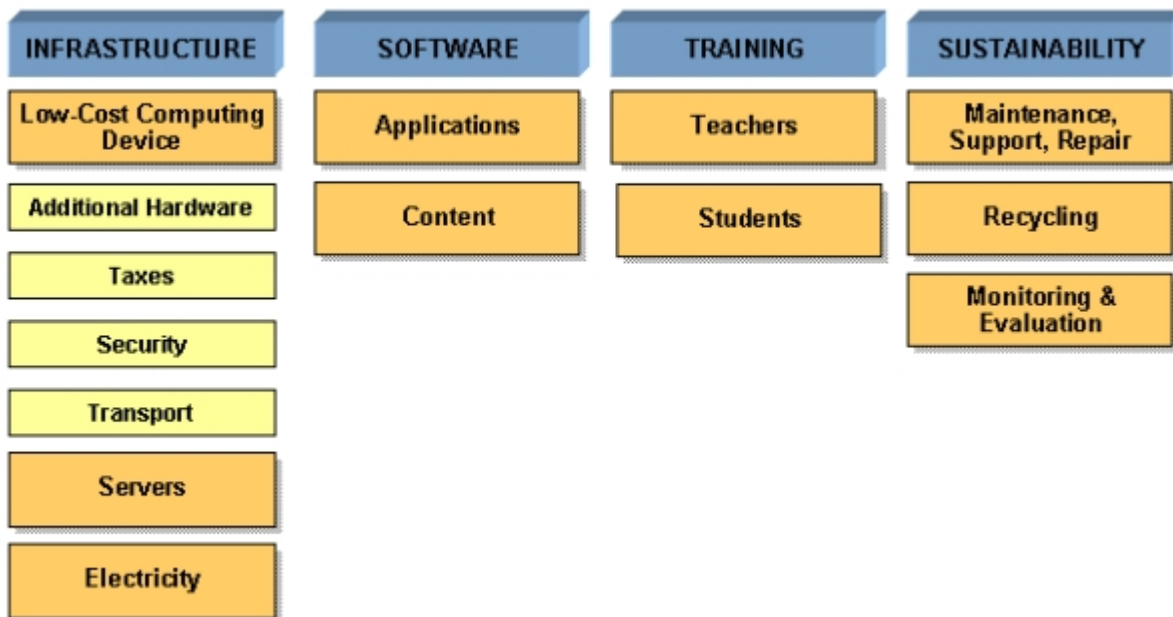 INFRASTRUCTURE
Low-Cost Computing
Device
Additional Hardware
Taxes
Security
Transport
Servers
Electricity
SOFTWARE
Applications
Content
TRAINING
Teachers
Students
SUSTAINABILITY
Maintenance,
Support, Repair
Recycling
Monitoring &
Evaluation